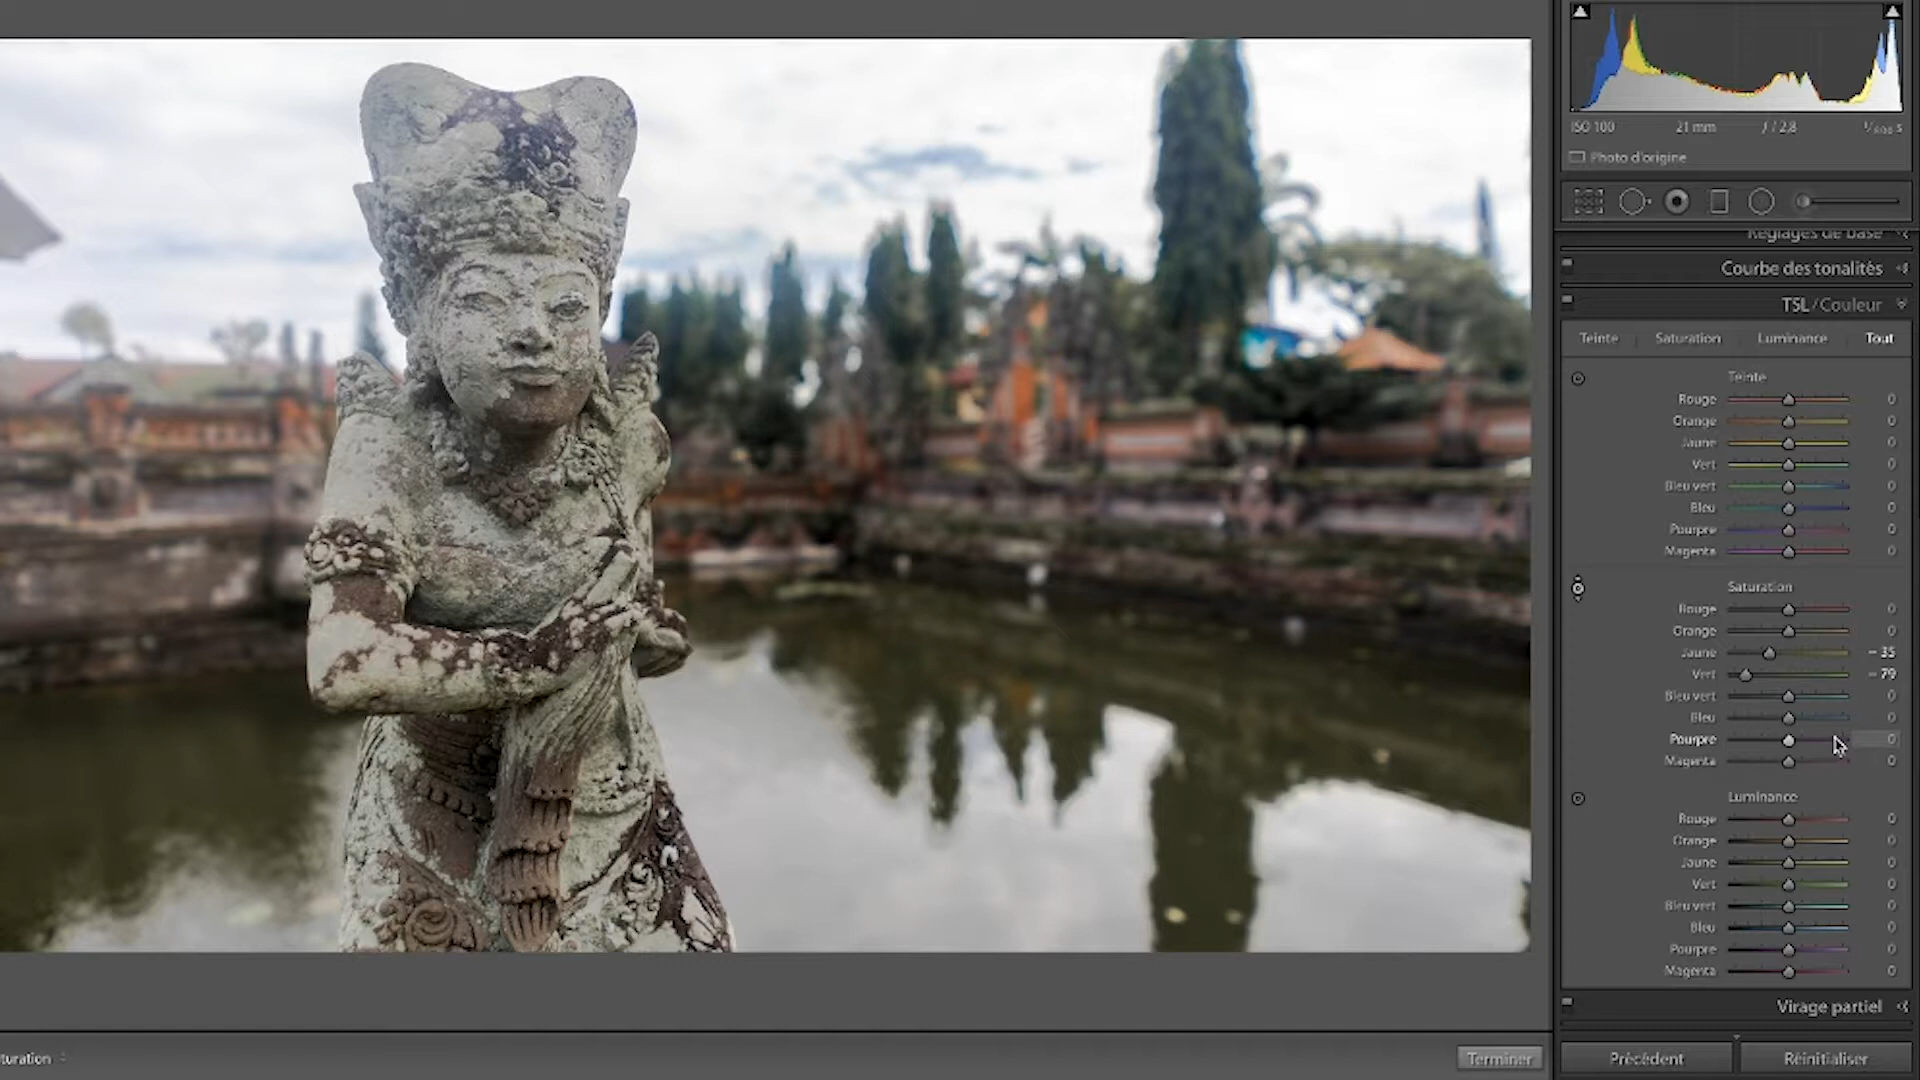 ISO 100 21 mm ƒ / 2,8
Photo d'origine
Réglages de base
Courbe des tonalités
TSL / Couleur
Teinte Saturation Luminance Tout
Teinte
Rouge 0
Orange 0
Jaune 0
Vert 0
Bleu vert 0
Bleu 0
Pourpre 0
Magenta 0
Saturation
Rouge 0
Orange 0
Jaune - 35
Vert - 79
Bleu vert 0
Bleu 0
Pourpre 0
Magenta 0
Luminance
Rouge 0
Orange 0
Jaune 0
Vert 0
Bleu vert 0
Bleu 0
Pourpre 0
Magenta 0
Virage partiel
turation Terminer Précédent Réinitialiser